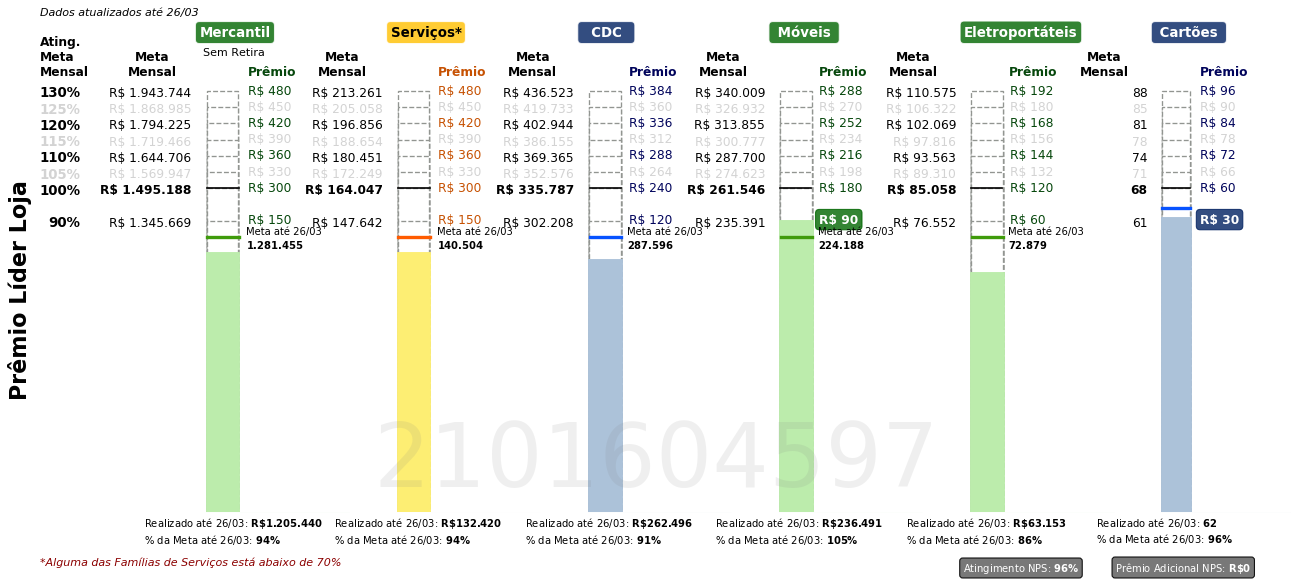 Dados atualizados até 26/03
Mercantil Serviços* CDC Móveis Eletroportáteis Cartões
Sem Retira
Ating. Meta Mensal Meta Mensal Prêmio Meta Mensal Prêmio Meta Mensal Prêmio Meta Mensal Prêmio Meta Mensal Prêmio Meta Mensal Prêmio
130% R$ 1.943.744 R$ 480 R$ 213.261 R$ 480 R$ 436.523 R$ 384 R$ 340.009 R$ 288 R$ 110.575 R$ 192 88 R$ 96
125% R$ 1.868.985 R$ 450 R$ 205.058 R$ 450 R$ 419.733 R$ 360 R$ 326.932 R$ 270 R$ 106.322 R$ 180 85 R$ 90
120% R$ 1.794.225 R$ 420 R$ 196.856 R$ 420 R$ 402.944 R$ 336 R$ 313.855 R$ 252 R$ 102.069 R$ 168 81 R$ 84
115% R$ 1.719.466 R$ 390 R$ 188.654 R$ 390 R$ 386.155 R$ 312 R$ 300.777 R$ 234 R$ 97.816 R$ 156 78 R$ 78
110% R$ 1.644.706 R$ 360 R$ 180.451 R$ 360 R$ 369.365 R$ 288 R$ 287.700 R$ 216 R$ 93.563 R$ 144 74 R$ 72
105% R$ 1.569.947 R$ 330 R$ 172.249 R$ 330 R$ 352.576 R$ 264 R$ 274.623 R$ 198 R$ 89.310 R$ 132 71 R$ 66
100% R$ 1.495.188 R$ 300 R$ 164.047 R$ 300 R$ 335.787 R$ 240 R$ 261.546 R$ 180 R$ 85.058 R$ 120 68 R$ 60
90% R$ 1.345.669 R$ 150 R$ 147.642 R$ 150 R$ 302.208 R$ 120 R$ 235.391 R$ 90 R$ 76.552 R$ 60 61 R$ 30
Meta até 26/03 Meta até 26/03 Meta até 26/03 Meta até 26/03 Meta até 26/03
1.281.455 140.504 287.596 224.188 72.879
Prêmio Líder Loja
2101604597
Realizado até 26/03: R$1.205.440 Realizado até 26/03: R$132.420 Realizado até 26/03: R$262.496 Realizado até 26/03: R$236.491 Realizado até 26/03: R$63.153 Realizado até 26/03: 62
% da Meta até 26/03: 94% % da Meta até 26/03: 94% % da Meta até 26/03: 91% % da Meta até 26/03: 105% % da Meta até 26/03: 86% % da Meta até 26/03: 96%
*Alguma das Famílias de Serviços está abaixo de 70% Atingimento NPS: 96% Prêmio Adicional NPS: R$0